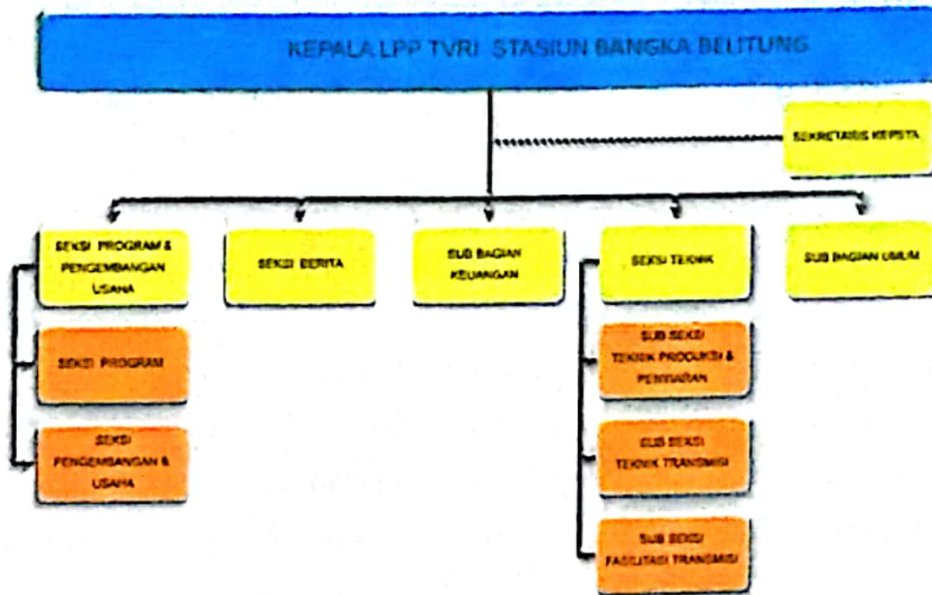 KEPALA LPP TVRI STASIUN BANGKA BELITUNG
SEKRETARIS KEPSTA
SEKSI PROGRAM &
PENGEMBANGAN
USAHA
SEKSI BERITA
SUB BAGIAN
KEUANGAN
SEKSI TEKNIK
SUB BAGIAN UMUM
SEKSI PROGRAM
SEKSI
PENGEMBANGAN &
USAHA
SUB SEKSI
TEKNIK PRODUKSI &
PENYIARAN
SUB SEKSI
TEKNIK TRANSMISI
SUB SEKSI
FASILITASI TRANSMISI